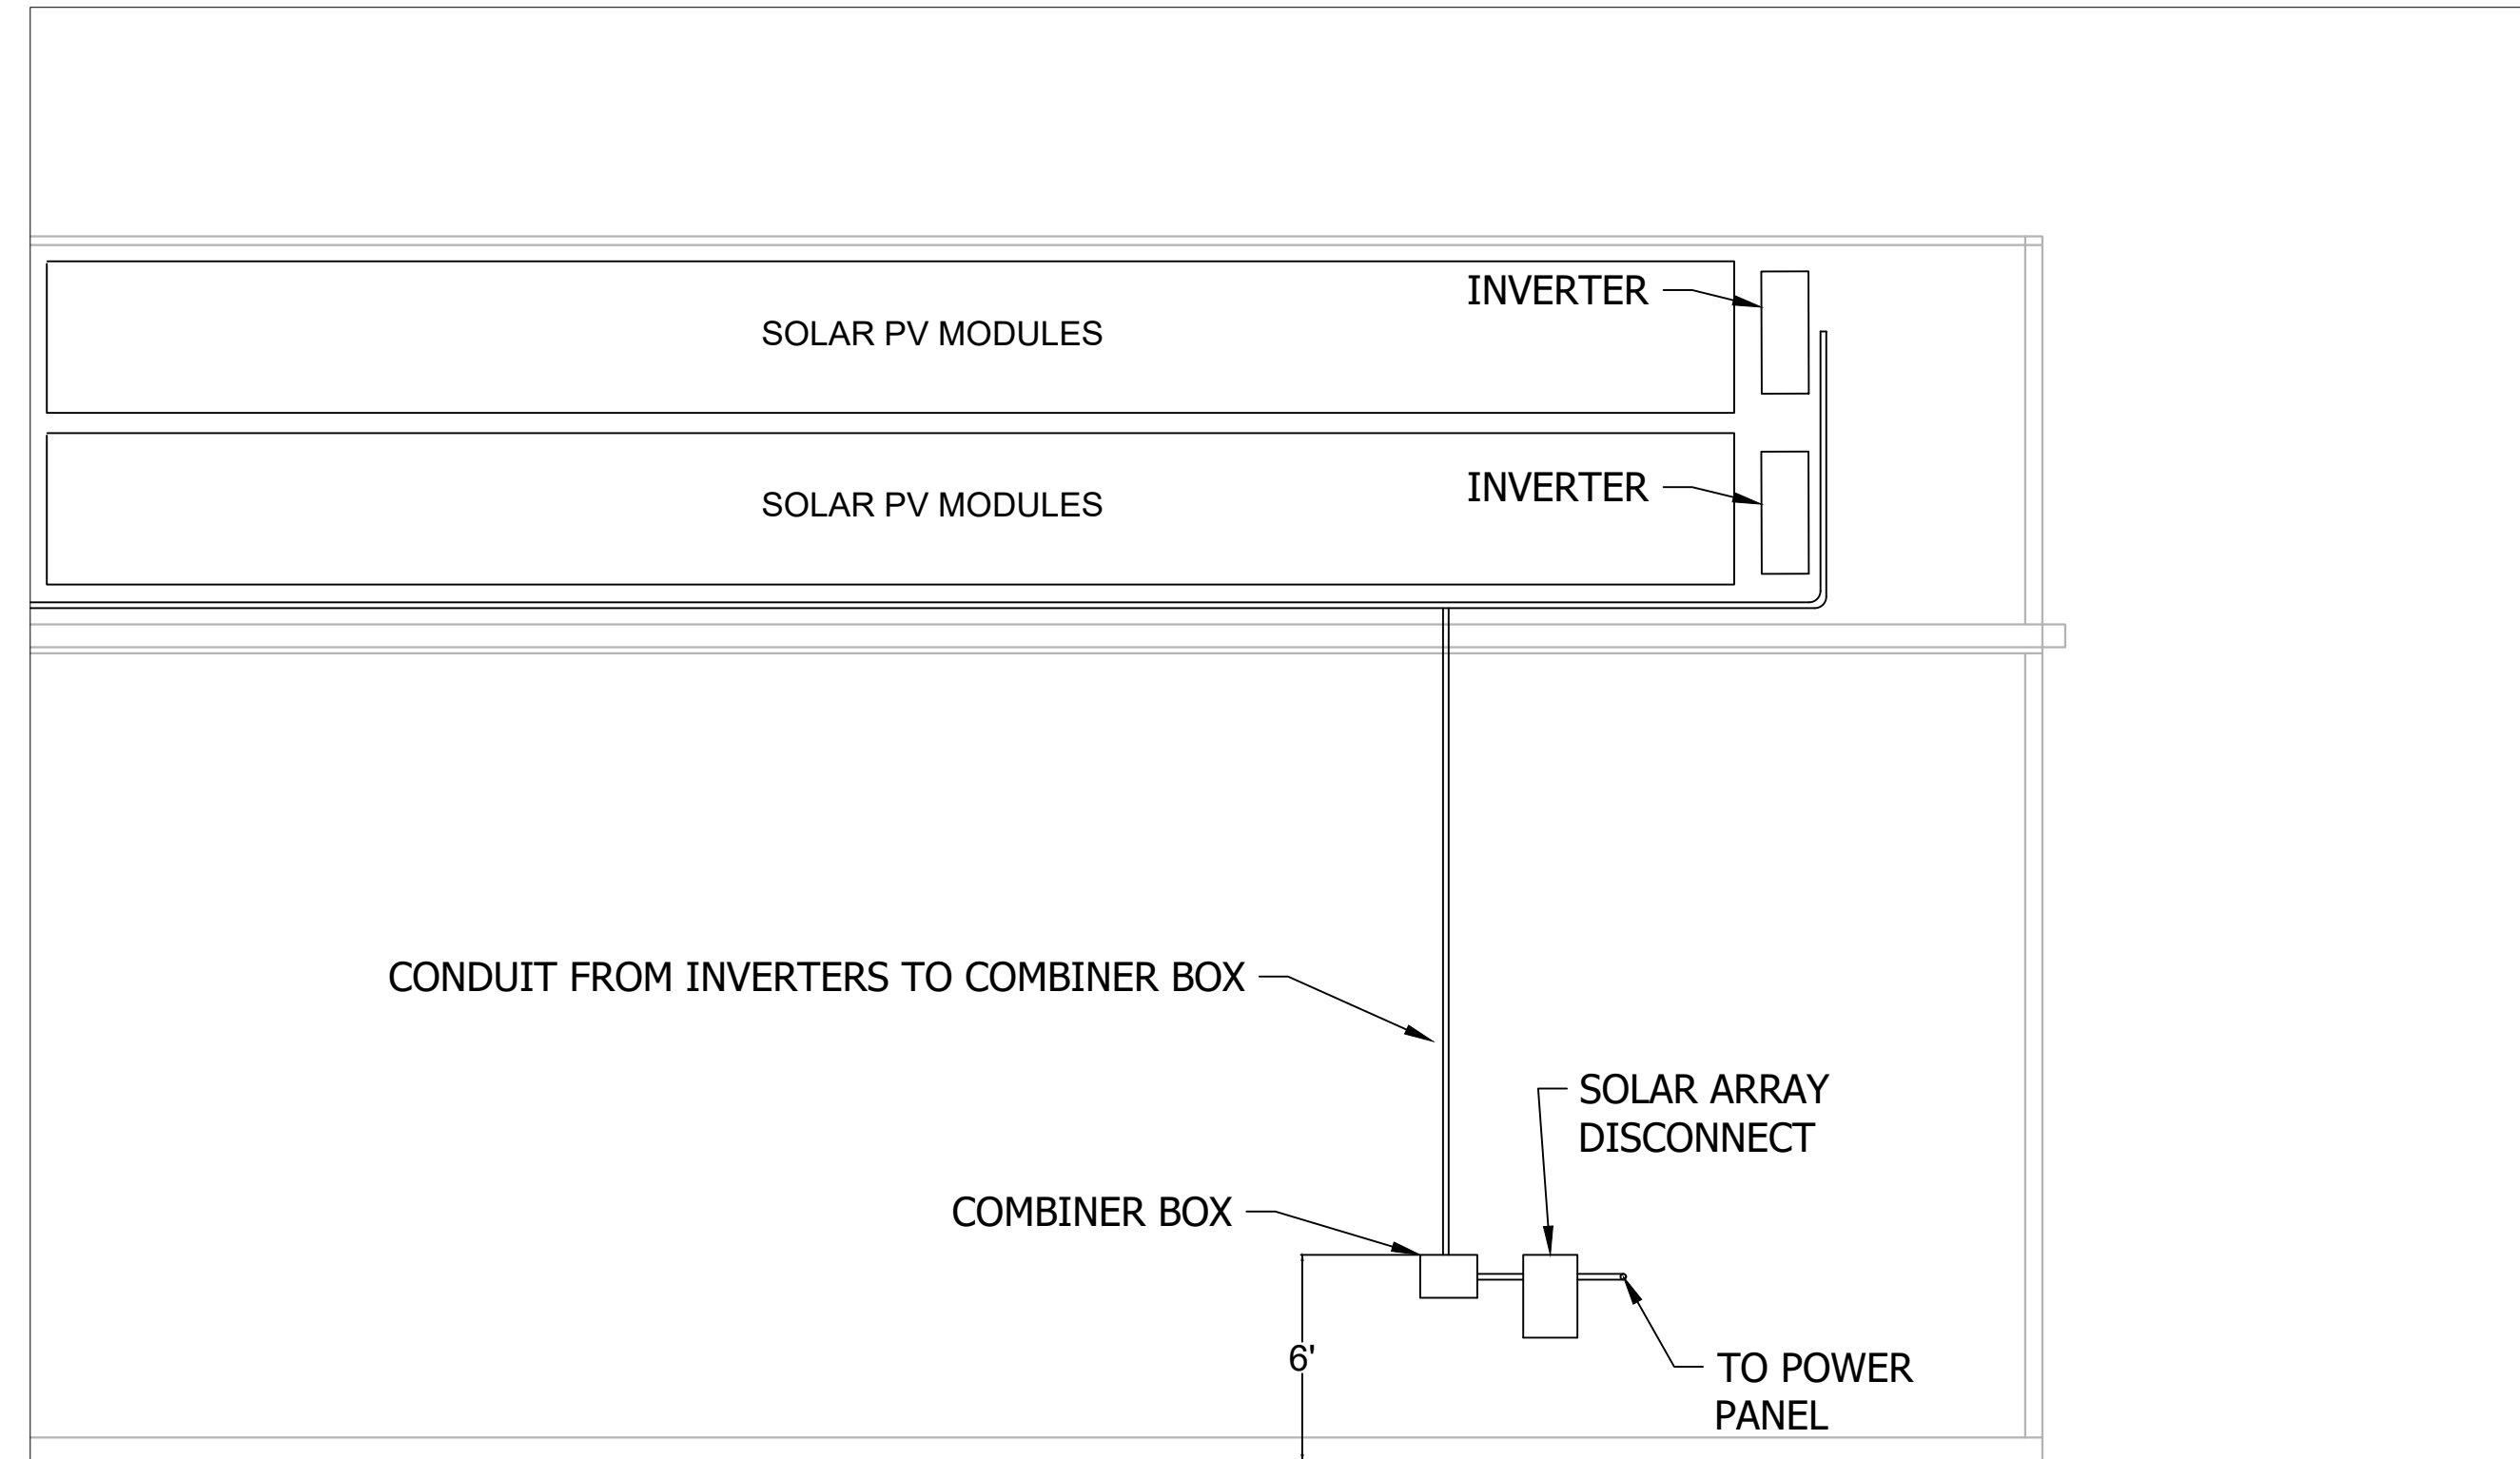 INVERTER
SOLAR PV MODULES
INVERTER
SOLAR PV MODULES
CONDUIT FROM INVERTERS TO COMBINER BOX
SOLAR ARRAY
DISCONNECT
COMBINER BOX
6'
TO POWER
PANEL